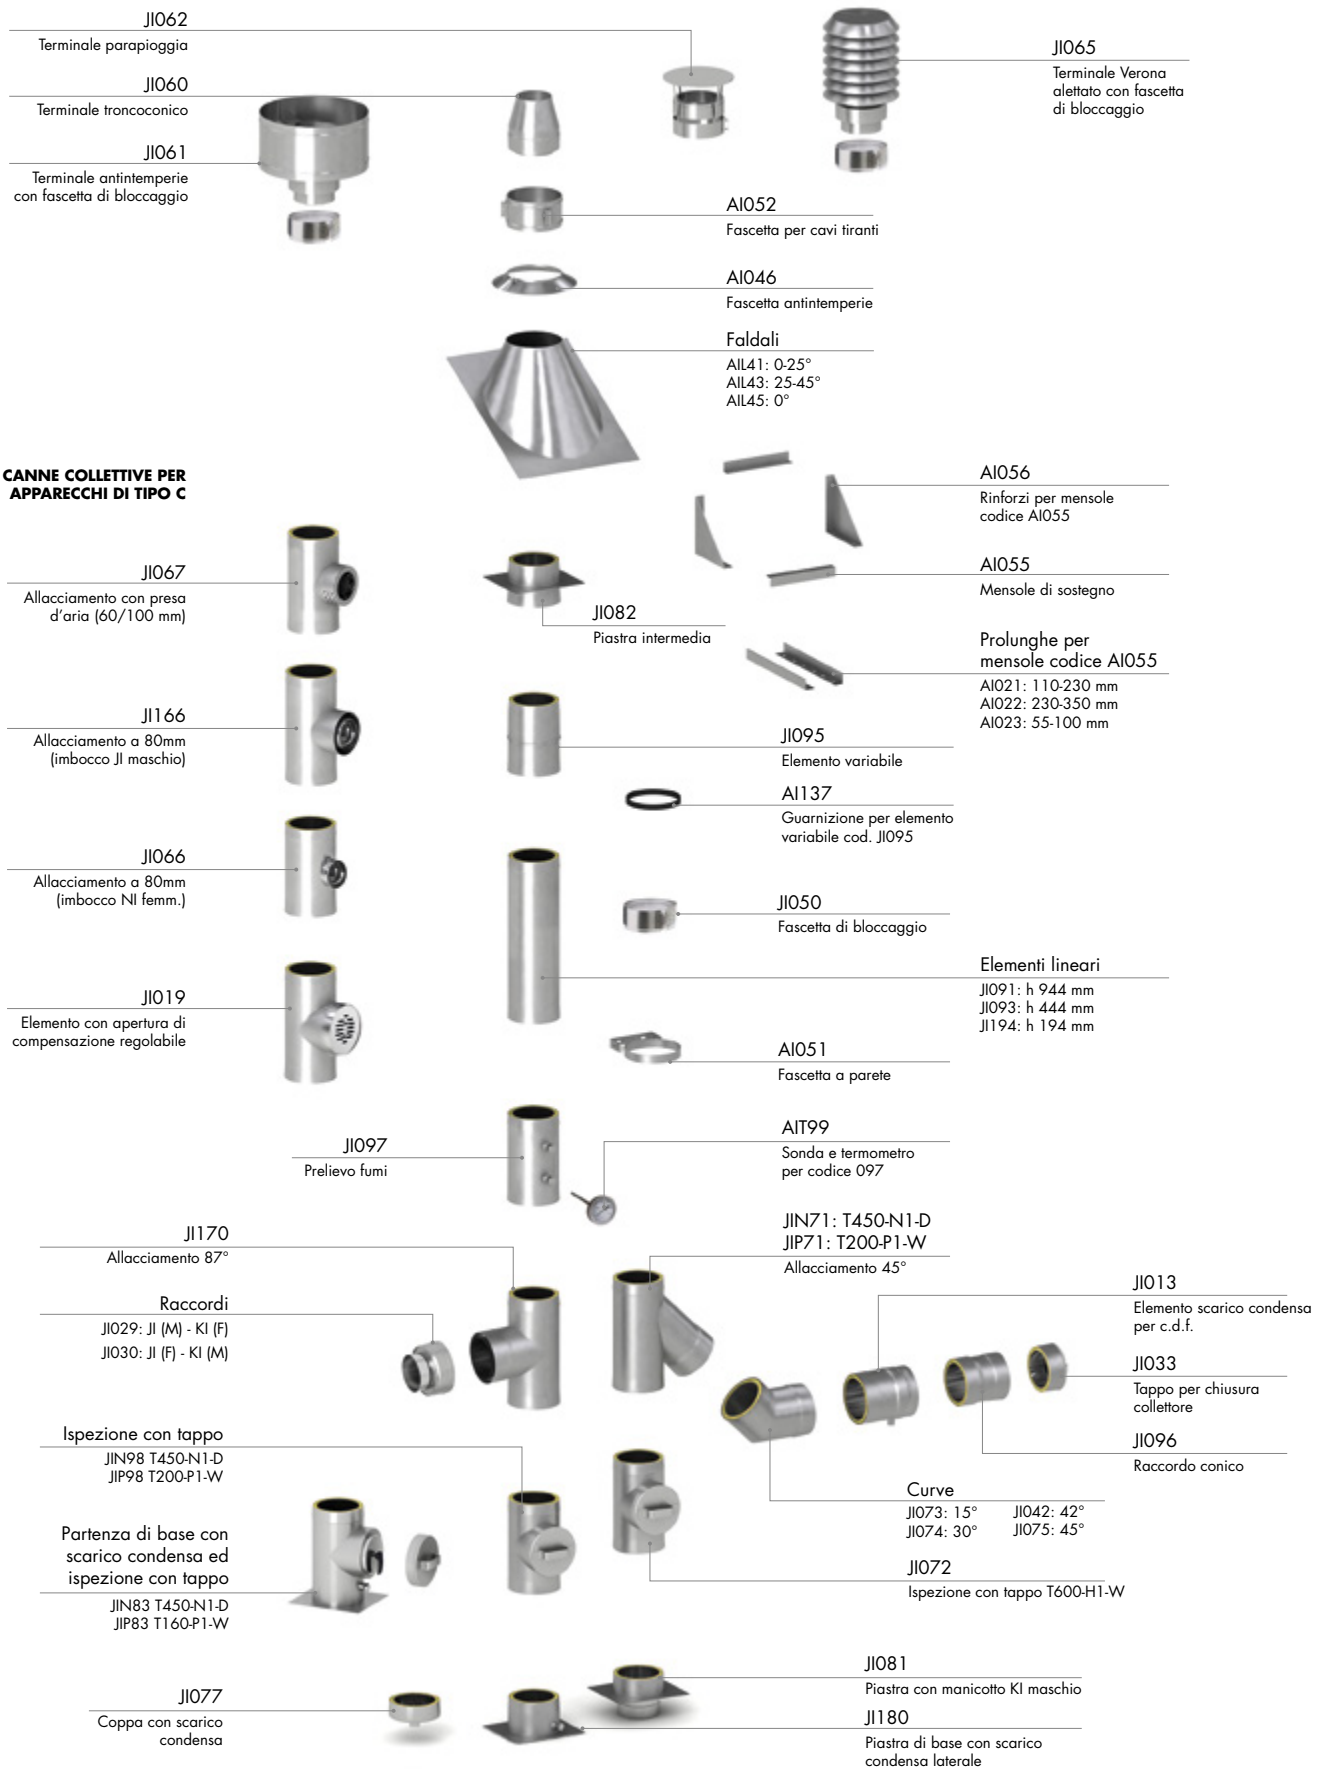 JI062
Terminale parapioggia
JI060
Terminale troncoconico
JI061
Terminale antintemperie
con fascetta di bloccaggio
JI065
Terminale Verona
alettato con fascetta
di bloccaggio
AI052
Fascetta per cavi tiranti
AI046
Fascetta antintemperie
Faldali
AIL41: 0-25°
AIL43: 25-45°
AIL45: 0°
CANNE COLLETTIVE PER
APPARECCHI DI TIPO C
JI067
Allacciamento con presa
d'aria (60/100 mm)
JI166
Allacciamento a 80mm
(imbocco JI maschio)
JI066
Allacciamento a 80mm
(imbocco NI femm.)
JI019
Elemento con apertura di
compensazione regolabile
AI056
Rinforzi per mensole
codice AI055
AI055
Mensole di sostegno
JI082
Piastra intermedia
Prolunghe per
mensole codice AI055
AI021: 110-230 mm
AI022: 230-350 mm
AI023: 55-100 mm
JI095
Elemento variabile
AI137
Guarnizione per elemento
variabile cod. JI095
JI050
Fascetta di bloccaggio
Elementi lineari
JI091: h 944 mm
JI093: h 444 mm
JI194: h 194 mm
AI051
Fascetta a parete
JI097
Prelievo fumi
AIT99
Sonda e termometro
per codice 097
JI170
Allacciamento 87°
JIN71: T450-N1-D
JIP71: T200-P1-W
Allacciamento 45°
Raccordi
JI029: JI (M) - KI (F)
JI030: JI (F) - KI (M)
JI013
Elemento scarico condensa
per c.d.f.
JI033
Tappo per chiusura
collettore
JI096
Raccordo conico
Ispezione con tappo
JIN98 T450-N1-D
JIP98 T200-P1-W
Curve
JI073: 15° JI042: 42°
JI074: 30° JI075: 45°
Partenza di base con
scarico condensa ed
ispezione con tappo
JIN83 T450-N1-D
JIP83 T160-P1-W
JI072
Ispezione con tappo T600-H1-W
JI077
Coppa con scarico
condensa
JI081
Piastra con manicotto KI maschio
JI180
Piastra di base con scarico
condensa laterale